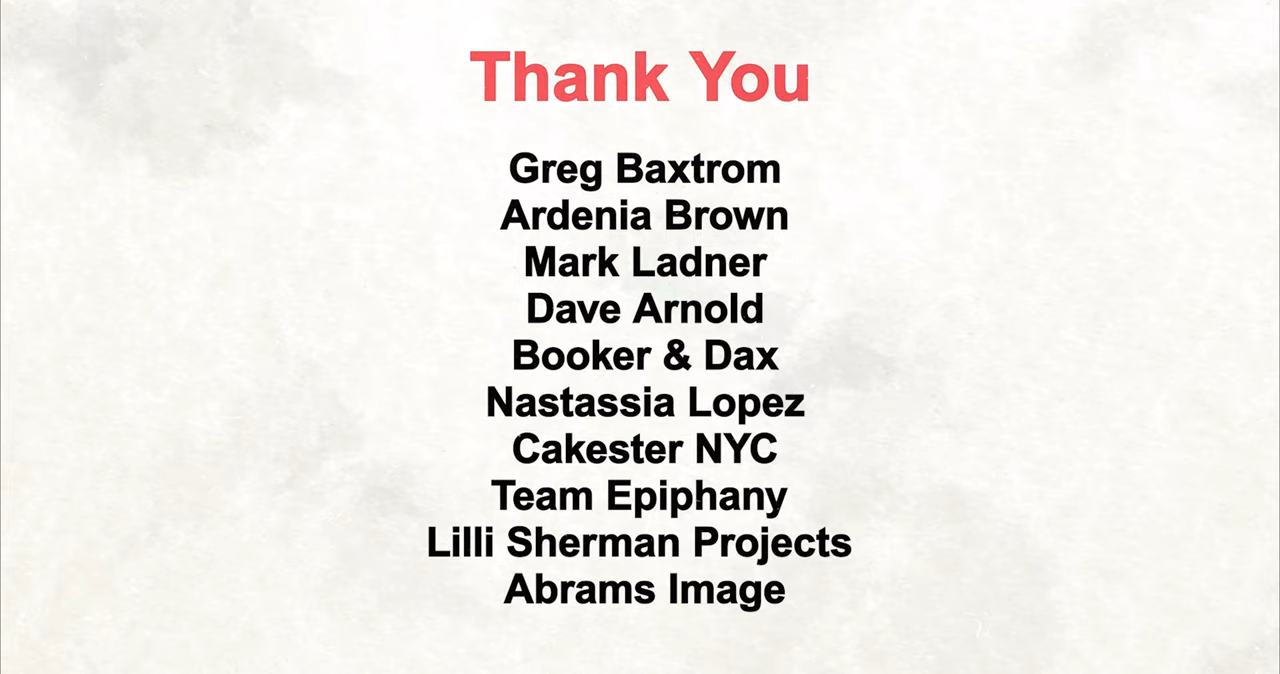 Thank You
Greg Baxtrom
Ardenia Brown
Mark Ladner
Dave Arnold
Booker & Dax
Nastassia Lopez
Cakester NYC
Team Epiphany
Lilli Sherman Projects
Abrams Image